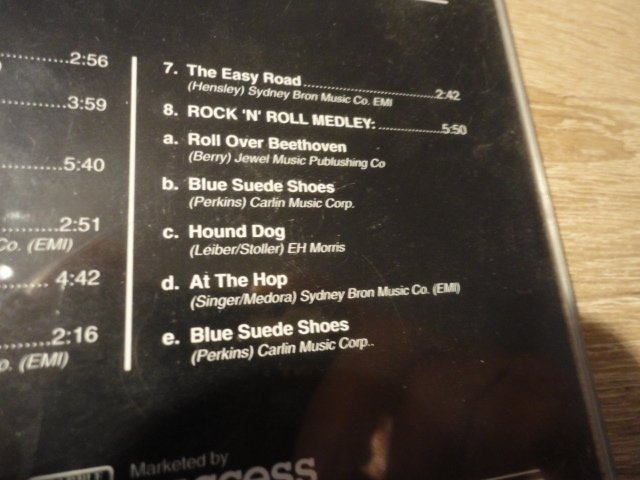 ...2:56
...3:59
......5:40
........2:51
Co. (EMI)
........ 4:42
.........2:16
o. (EMI)
7. The Easy Road..........................2:42
(Hensley) Sydney Bron Music Co. EMI
8. ROCK 'N' ROLL MEDLEY:..................5:50
a. Roll Over Beethoven
(Berry) Jewel Music Publushing Co
b. Blue Suede Shoes
(Perkins) Carlin Music Corp.
c. Hound Dog
(Leiber/Stoller) EH Morris
d. At The Hop
(Singer/Medora) Sydney Bron Music Co. (EMI)
e. Blue Suede Shoes
(Perkins) Carlin Music Corp..
Marketed by